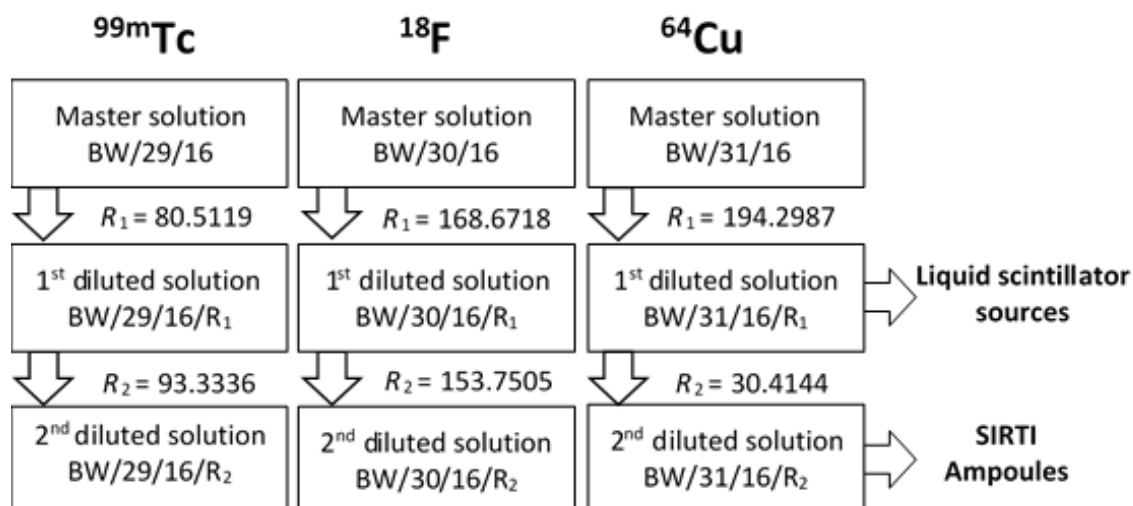 ⁹⁹ᵐTc
¹⁸F
⁶⁴Cu
Master solution
BW/29/16
Master solution
BW/30/16
Master solution
BW/31/16
R₁ = 80.5119
R₁ = 168.6718
R₁ = 194.2987
1ˢᵗ diluted solution
BW/29/16/R₁
1ˢᵗ diluted solution
BW/30/16/R₁
1ˢᵗ diluted solution
BW/31/16/R₁
Liquid scintillator
sources
R₂ = 93.3336
R₂ = 153.7505
R₂ = 30.4144
2ⁿᵈ diluted solution
BW/29/16/R₂
2ⁿᵈ diluted solution
BW/30/16/R₂
2ⁿᵈ diluted solution
BW/31/16/R₂
SIRTI
Ampoules